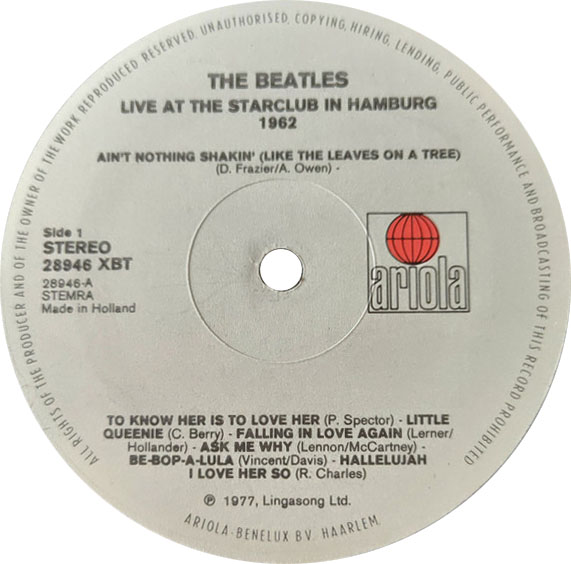 ALL RIGHTS OF THE PRODUCER AND OF THE OWNER OF THE WORK REPRODUCED RESERVED. UNAUTHORISED, COPYING, HIRING, LENDING, PUBLIC PERFORMANCE AND BROADCASTING OF THIS RECORD PROHIBITED
THE BEATLES
LIVE AT THE STARCLUB IN HAMBURG
1962
AIN'T NOTHING SHAKIN' (LIKE THE LEAVES ON A TREE)
(D. Frazier/A. Owen) -
Side 1
STEREO
28946 XBT
28946-A
STEMRA
Made in Holland
ariola
TO KNOW HER IS TO LOVE HER (P. Spector) - LITTLE
QUEENIE (C. Berry) - FALLING IN LOVE AGAIN (Lerner/
Hollander) - ASK ME WHY (Lennon/McCartney) -
BE-BOP-A-LULA (Vincent/Davis) - HALLELUJAH
I LOVE HER SO (R. Charles)
℗ 1977, Lingasong Ltd.
ARIOLA-BENELUX B.V. HAARLEM